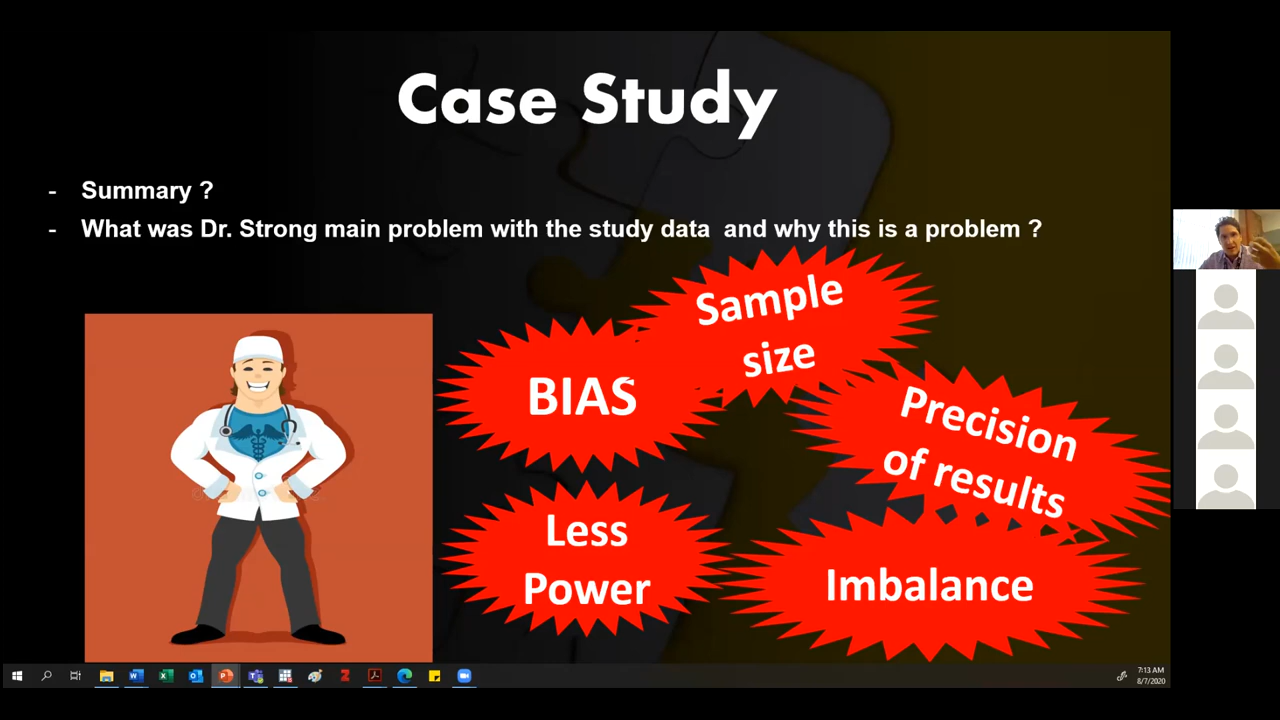 Case Study
- Summary ?
- What was Dr. Strong main problem with the study data and why this is a problem ?
Sample
size
BIAS
Precision
of results
Less
Power
Imbalance
7:13 AM
8/7/2020